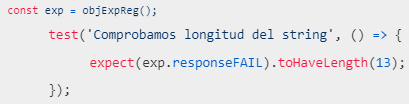 const exp = objExpReg();
test('Comprobamos longitud del string', () => {
expect(exp.responseFAIL).toHaveLength(13);
});